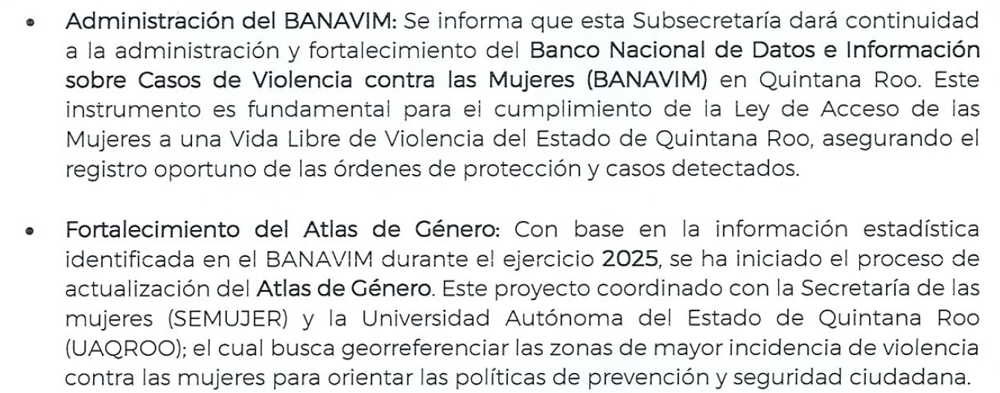 • Administración del BANAVIM: Se informa que esta Subsecretaría dará continuidad
a la administración y fortalecimiento del Banco Nacional de Datos e Información
sobre Casos de Violencia contra las Mujeres (BANAVIM) en Quintana Roo. Este
instrumento es fundamental para el cumplimiento de la Ley de Acceso de las
Mujeres a una Vida Libre de Violencia del Estado de Quintana Roo, asegurando el
registro oportuno de las órdenes de protección y casos detectados.
• Fortalecimiento del Atlas de Género: Con base en la información estadística
identificada en el BANAVIM durante el ejercicio 2025, se ha iniciado el proceso de
actualización del Atlas de Género. Este proyecto coordinado con la Secretaría de las
mujeres (SEMUJER) y la Universidad Autónoma del Estado de Quintana Roo
(UAQROO); el cual busca georreferenciar las zonas de mayor incidencia de violencia
contra las mujeres para orientar las políticas de prevención y seguridad ciudadana.